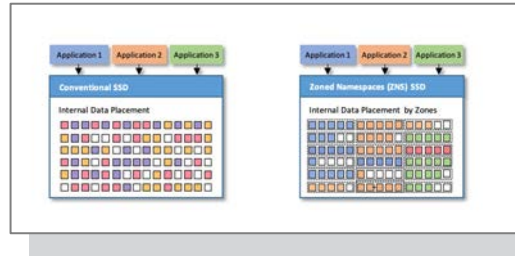 Application 1
Application 2
Application 3
Conventional SSD
Internal Data Placement
Application 1
Application 2
Application 3
Zoned Namespaces (ZNS) SSD
Internal Data Placement by Zones